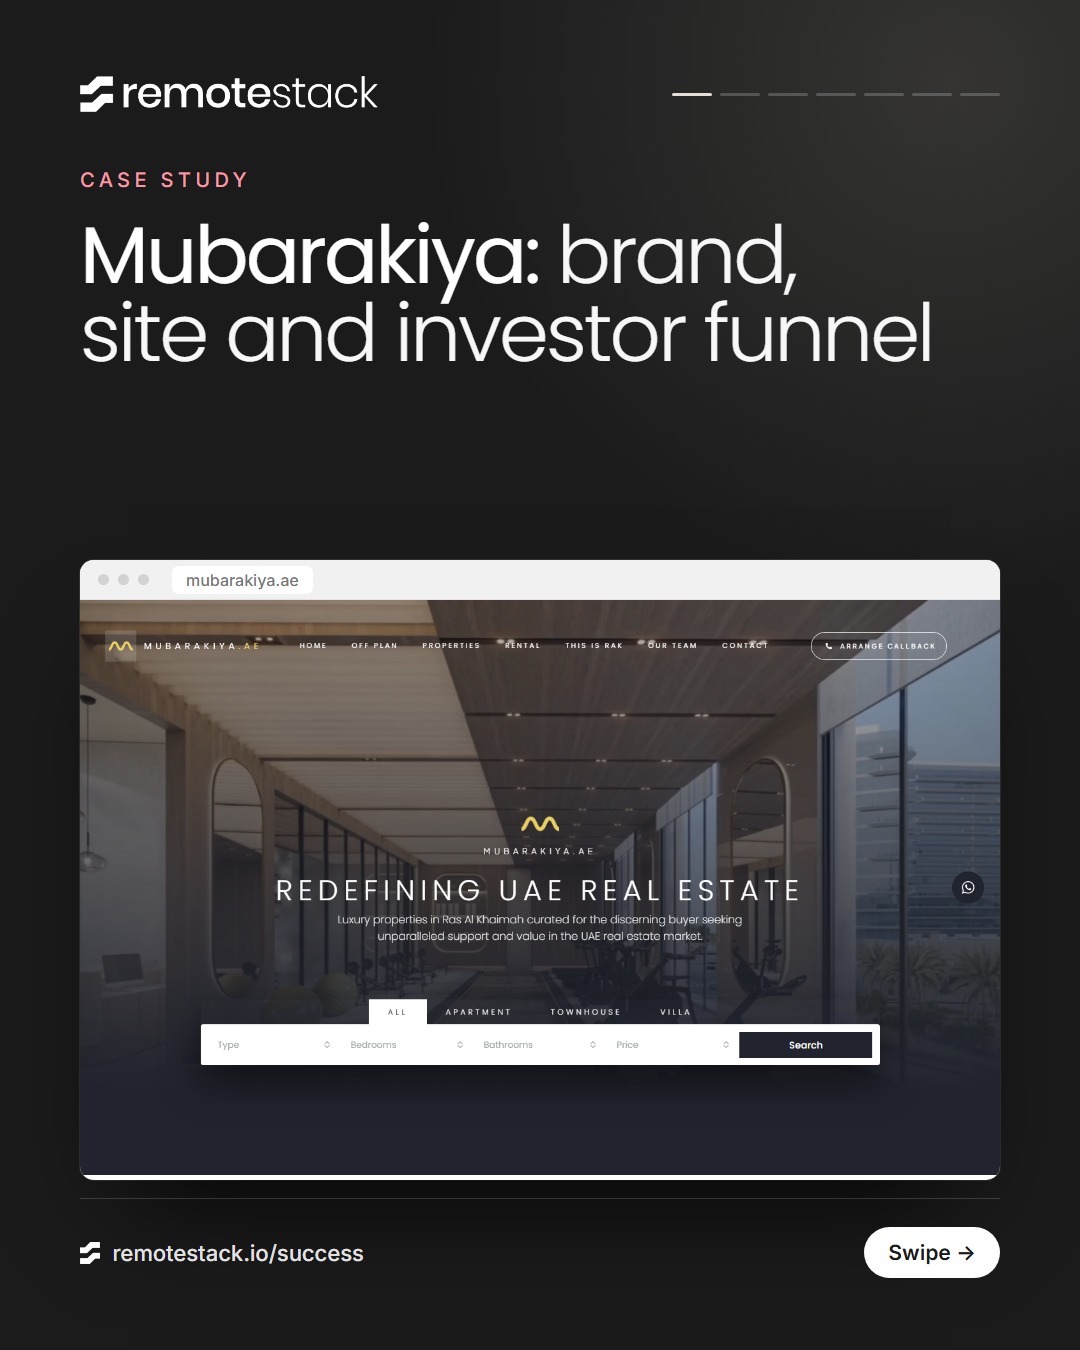 remotestack
CASE STUDY
Mubarakiya: brand,
site and investor funnel
mubarakiya.ae
MUBARAKIYA.AE
HOME
OFF PLAN
PROPERTIES
RENTAL
THIS IS RAK
OUR TEAM
CONTACT
ARRANGE CALLBACK
MUBARAKIYA.AE
REDEFINING UAE REAL ESTATE
Luxury properties in Ras Al Khaimah curated for the discerning buyer seeking
unparalleled support and value in the UAE real estate market.
ALL
APARTMENT
TOWNHOUSE
VILLA
Type
Bedrooms
Bathrooms
Price
Search
remotestack.io/success
Swipe →